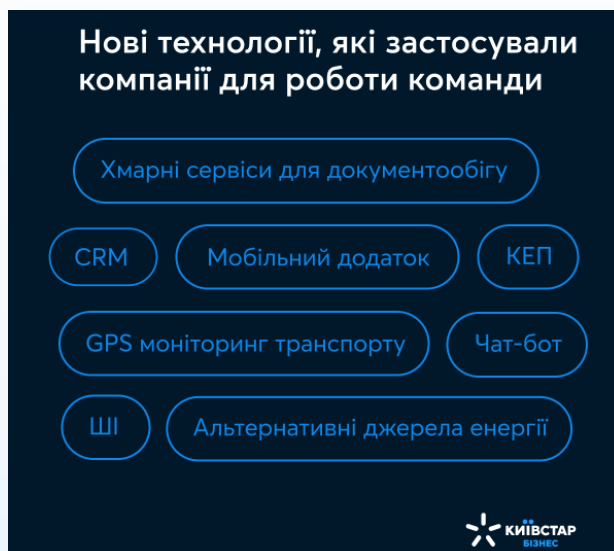 Нові технології, які застосували
компанії для роботи команди
Хмарні сервіси для документообігу
CRM
Мобільний додаток
КЕП
GPS моніторинг транспорту
Чат-бот
ШІ
Альтернативні джерела енергії
КИЇВСТАР
БІЗНЕС